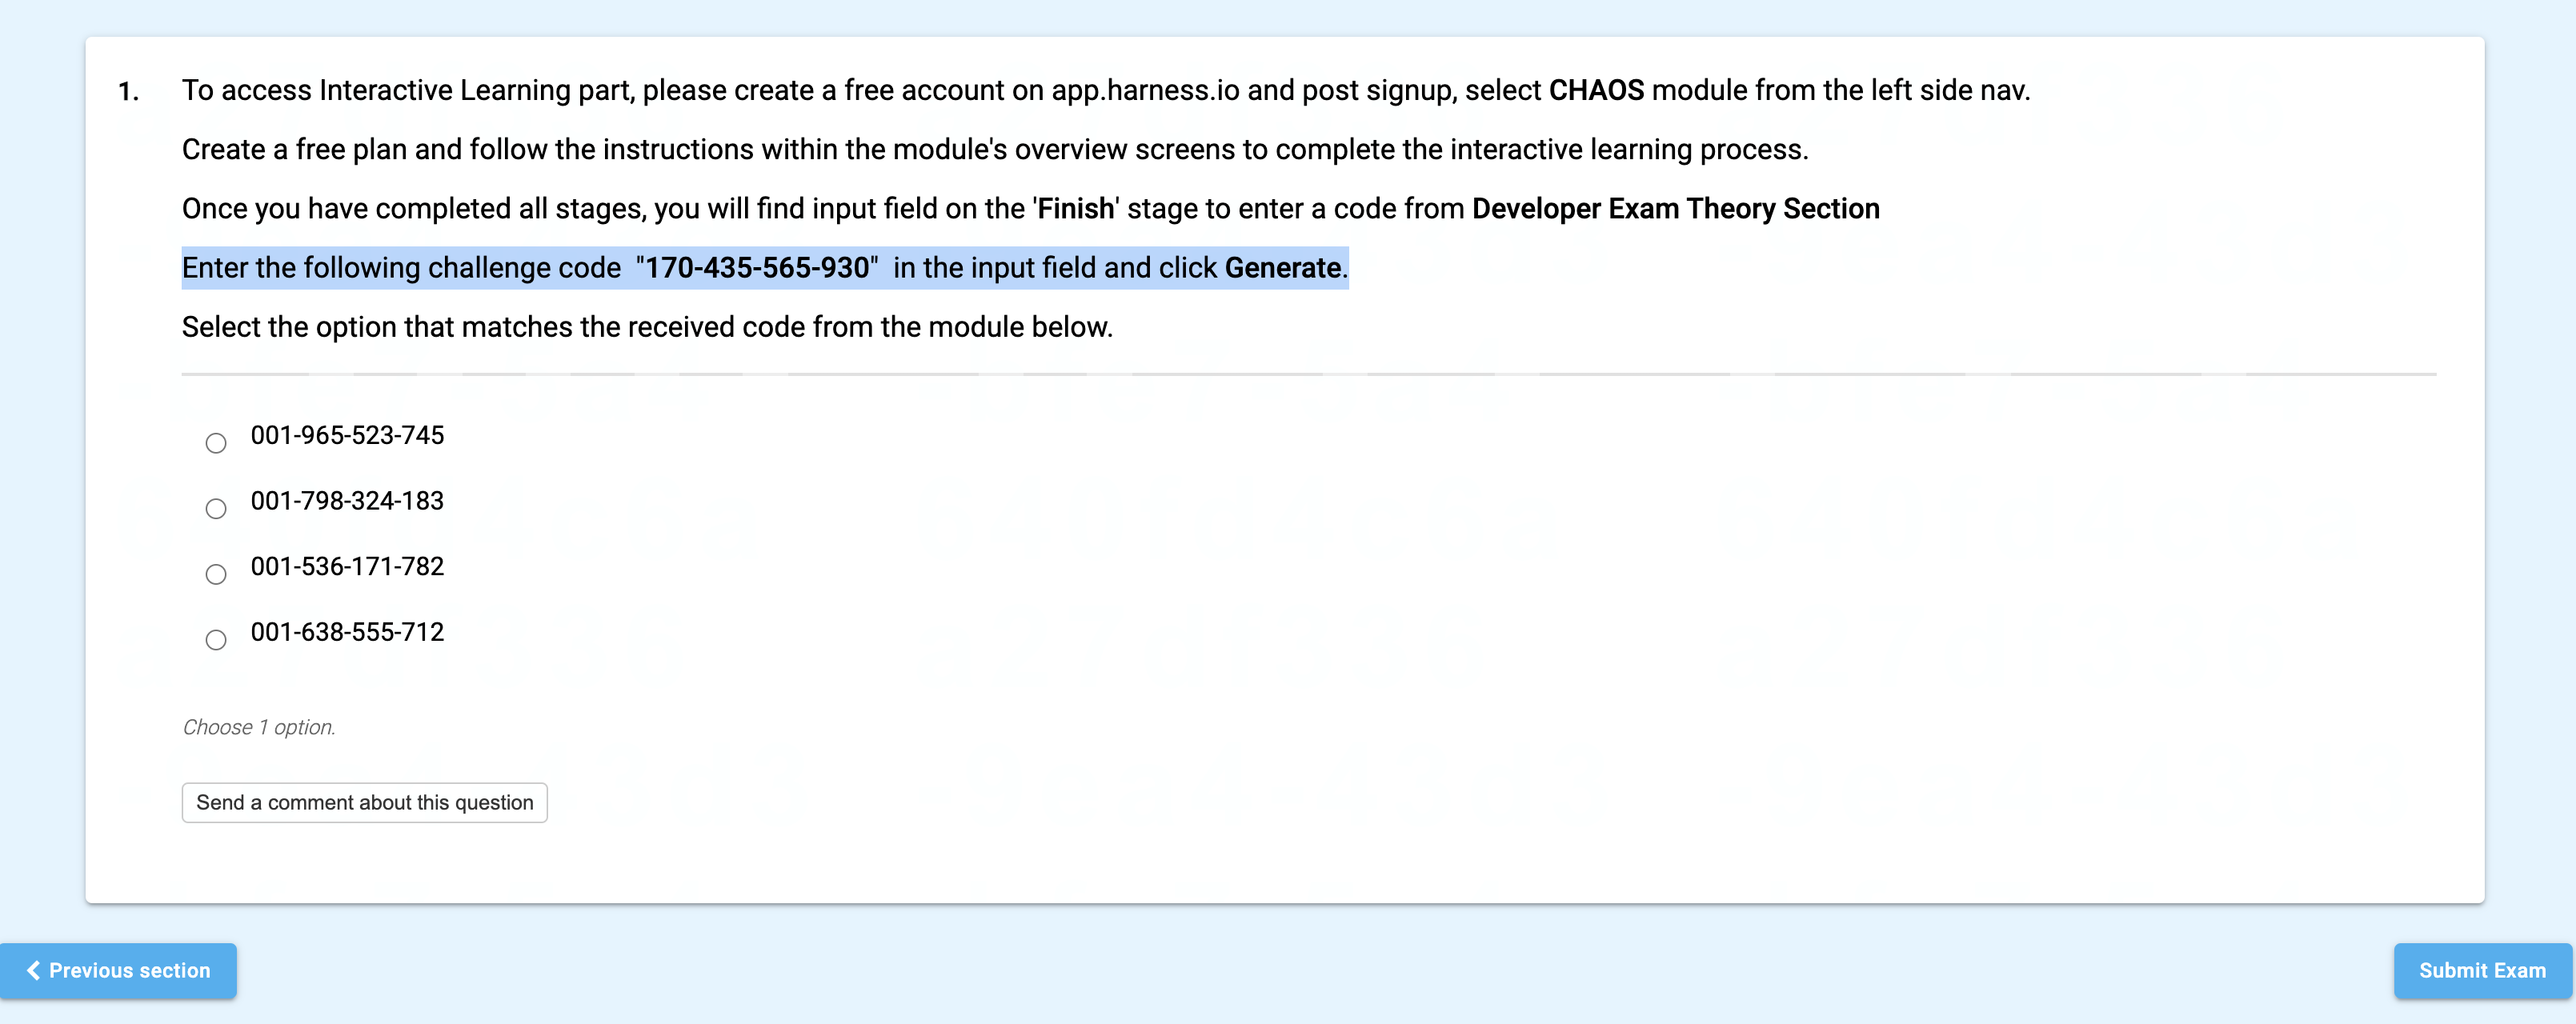 1. To access Interactive Learning part, please create a free account on app.harness.io and post signup, select CHAOS module from the left side nav.
Create a free plan and follow the instructions within the module's overview screens to complete the interactive learning process.
Once you have completed all stages, you will find input field on the 'Finish' stage to enter a code from Developer Exam Theory Section
Enter the following challenge code "170-435-565-930" in the input field and click Generate.
Select the option that matches the received code from the module below.
001-965-523-745
001-798-324-183
001-536-171-782
001-638-555-712
Choose 1 option.
Send a comment about this question
Previous section
Submit Exam